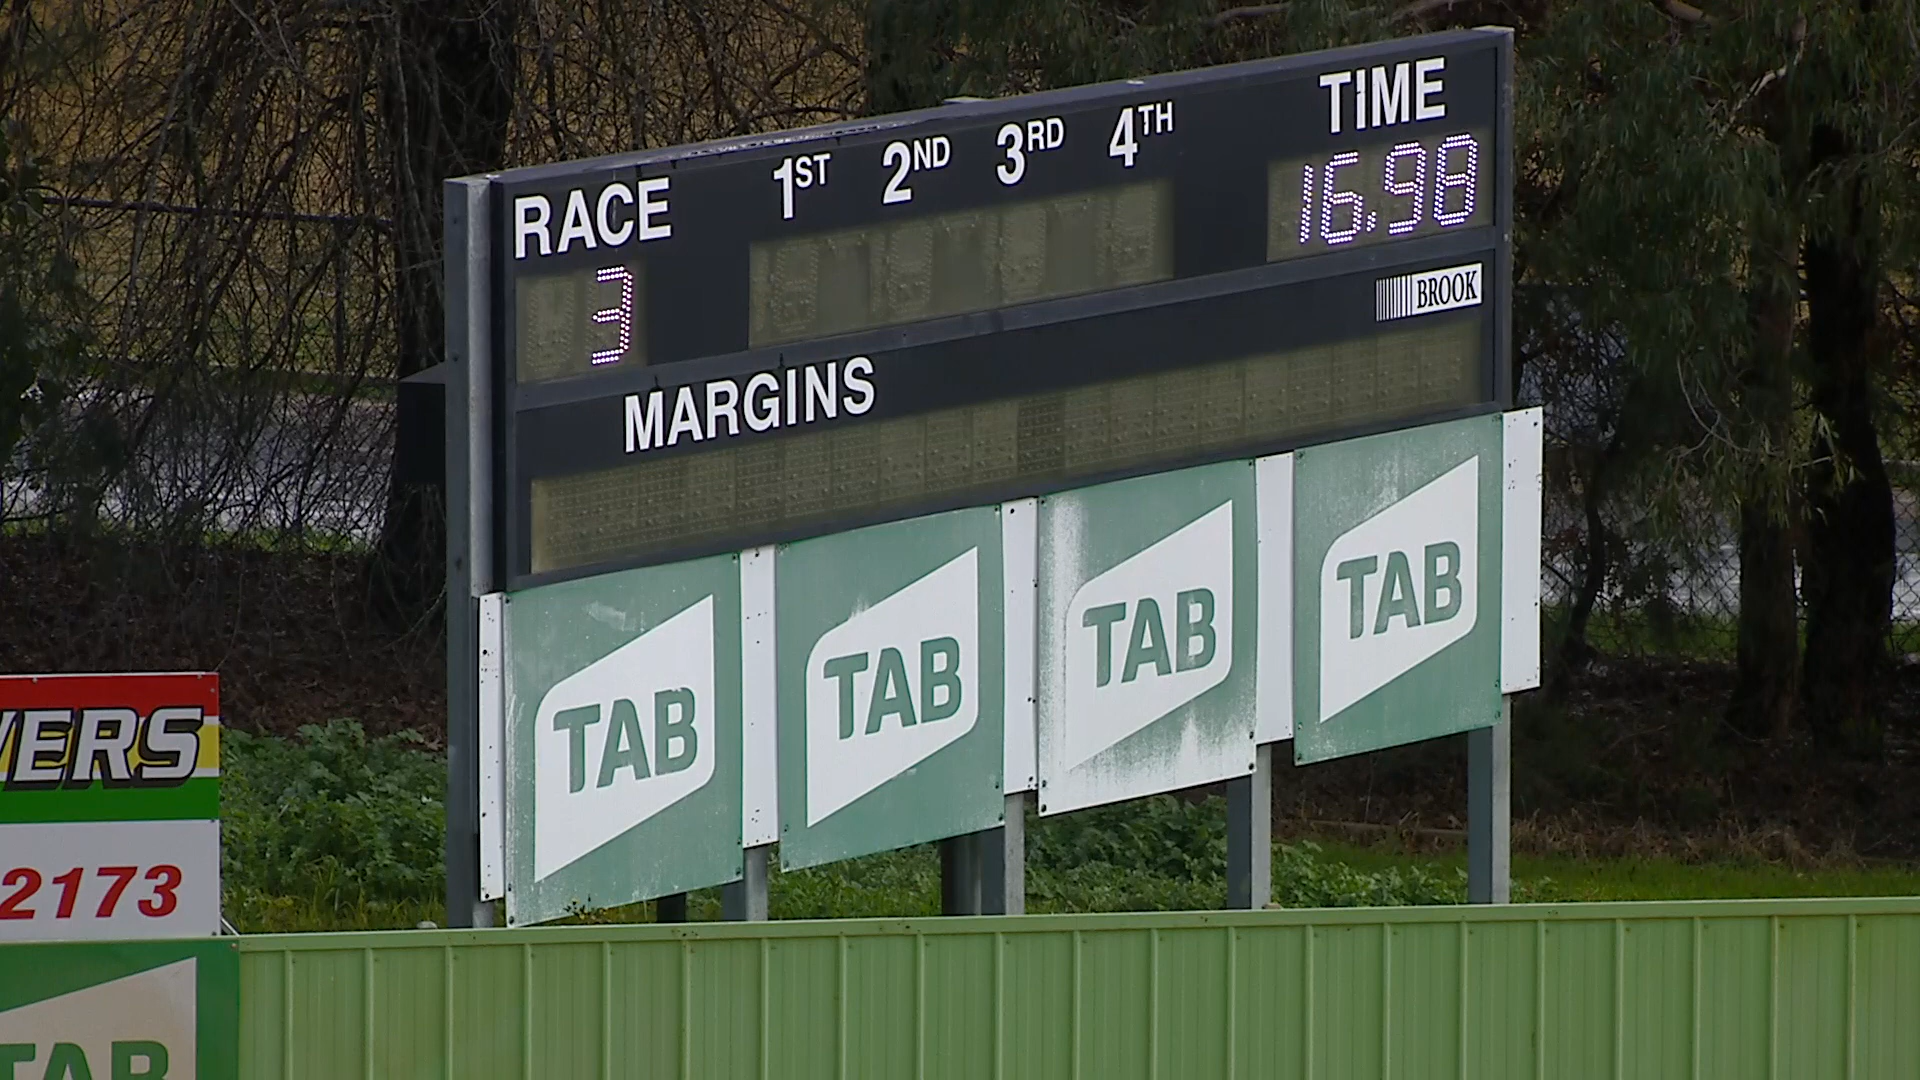 RACE 1ST 2ND 3RD 4TH TIME
3 16.98
BROOK
MARGINS
TAB TAB TAB TAB
VERS
2173
TAB